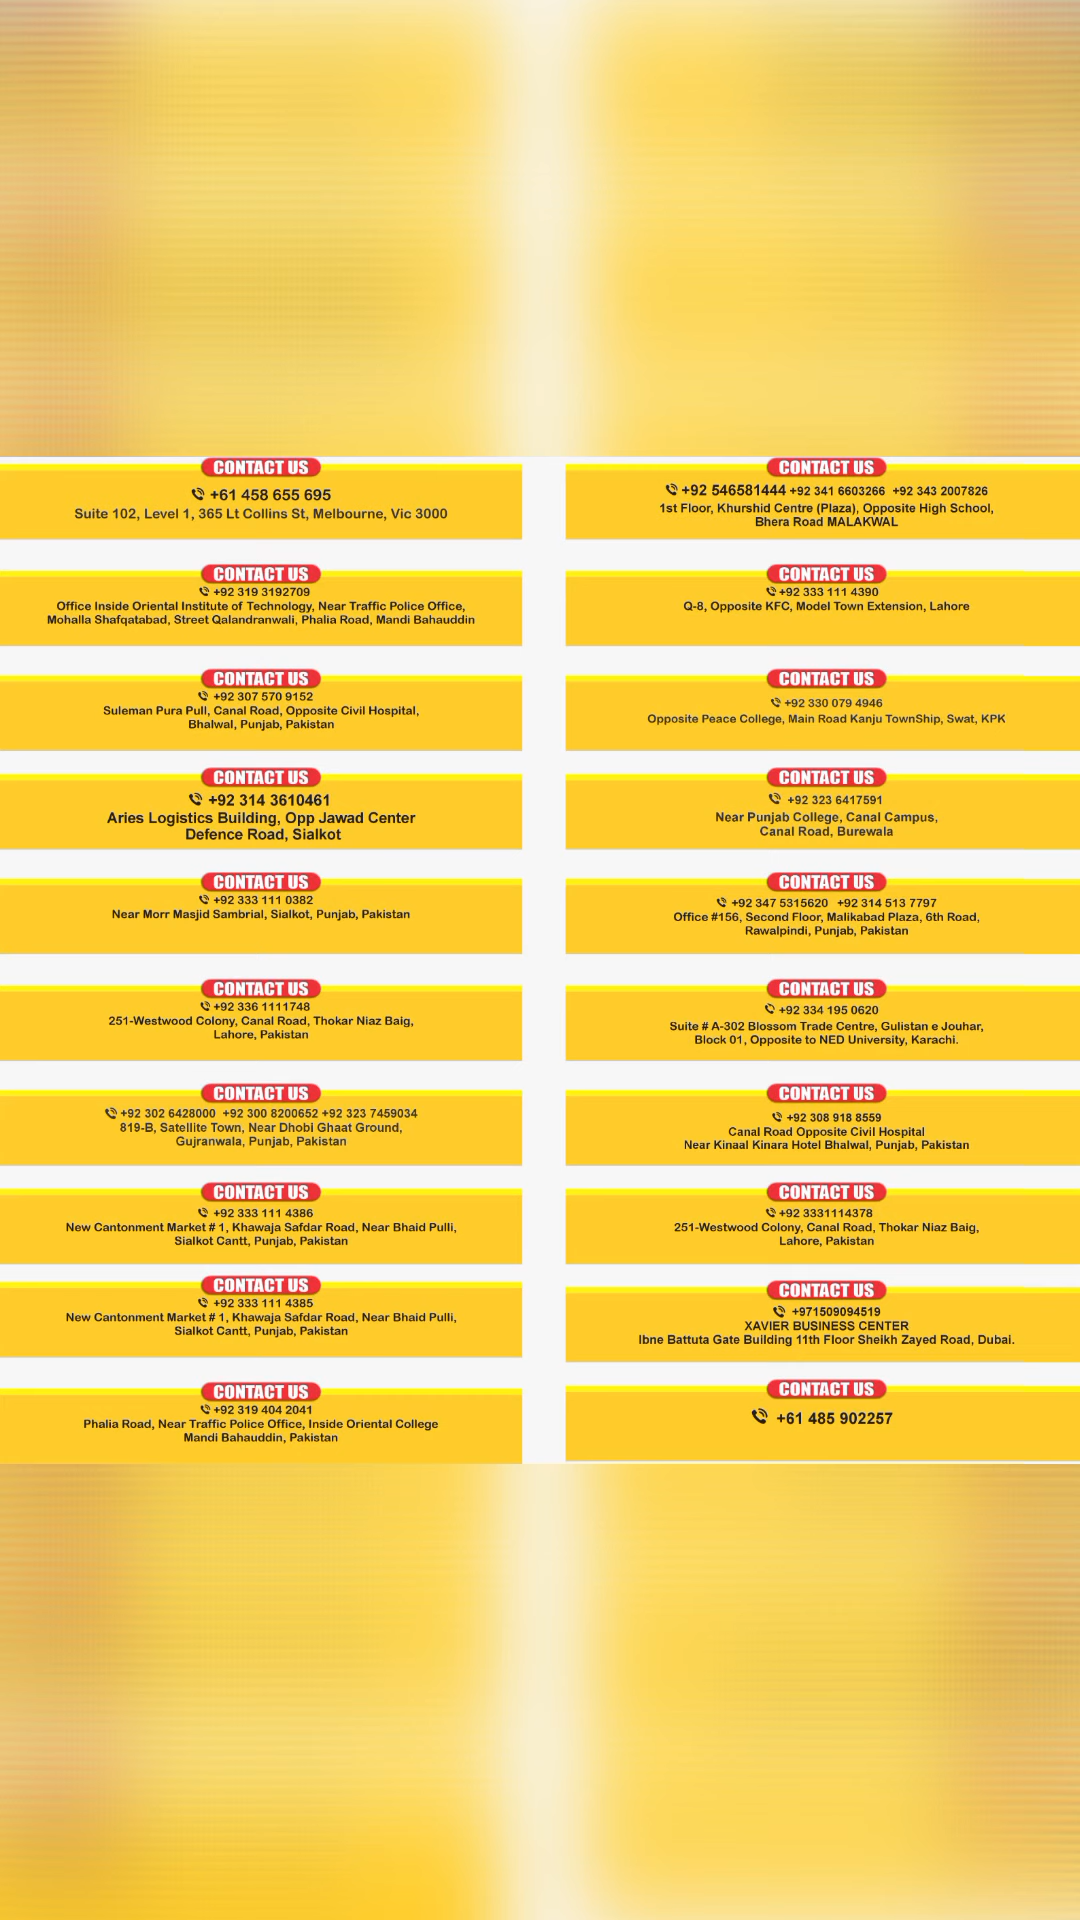 CONTACT US
+61 458 655 695
Suite 102, Level 1, 365 Lt Collins St, Melbourne, Vic 3000
CONTACT US
+92 319 3192709
Office Inside Oriental Institute of Technology, Near Traffic Police Office,
Mohalla Shafqatabad, Street Qalandranwali, Phalia Road, Mandi Bahauddin
CONTACT US
+92 307 570 9152
Suleman Pura Pull, Canal Road, Opposite Civil Hospital,
Bhalwal, Punjab, Pakistan
CONTACT US
+92 314 3610461
Aries Logistics Building, Opp Jawad Center
Defence Road, Sialkot
CONTACT US
+92 333 111 0382
Near Morr Masjid Sambrial, Sialkot, Punjab, Pakistan
CONTACT US
+92 336 1111748
251-Westwood Colony, Canal Road, Thokar Niaz Baig,
Lahore, Pakistan
CONTACT US
+92 302 6428000 +92 300 8200652 +92 323 7459034
819-B, Satellite Town, Near Dhobi Ghaat Ground,
Gujranwala, Punjab, Pakistan
CONTACT US
+92 333 111 4386
New Cantonment Market # 1, Khawaja Safdar Road, Near Bhaid Pulli,
Sialkot Cantt, Punjab, Pakistan
CONTACT US
+92 333 111 4385
New Cantonment Market # 1, Khawaja Safdar Road, Near Bhaid Pulli,
Sialkot Cantt, Punjab, Pakistan
CONTACT US
+92 319 404 2041
Phalia Road, Near Traffic Police Office, Inside Oriental College
Mandi Bahauddin, Pakistan
CONTACT US
+92 546581444 +92 341 6603266 +92 343 2007826
1st Floor, Khurshid Centre (Plaza), Opposite High School,
Bhera Road MALAKWAL
CONTACT US
+92 333 111 4390
Q-8, Opposite KFC, Model Town Extension, Lahore
CONTACT US
+92 330 079 4946
Opposite Peace College, Main Road Kanju TownShip, Swat, KPK
CONTACT US
+92 323 6417591
Near Punjab College, Canal Campus,
Canal Road, Burewala
CONTACT US
+92 347 5315620 +92 314 513 7797
Office #156, Second Floor, Malikabad Plaza, 6th Road,
Rawalpindi, Punjab, Pakistan
CONTACT US
+92 334 195 0620
Suite # A-302 Blossom Trade Centre, Gulistan e Jouhar,
Block 01, Opposite to NED University, Karachi.
CONTACT US
+92 308 918 8559
Canal Road Opposite Civil Hospital
Near Kinaal Kinara Hotel Bhalwal, Punjab, Pakistan
CONTACT US
+92 3331114378
251-Westwood Colony, Canal Road, Thokar Niaz Baig,
Lahore, Pakistan
CONTACT US
+971509094519
XAVIER BUSINESS CENTER
Ibne Battuta Gate Building 11th Floor Sheikh Zayed Road, Dubai.
CONTACT US
+61 485 902257